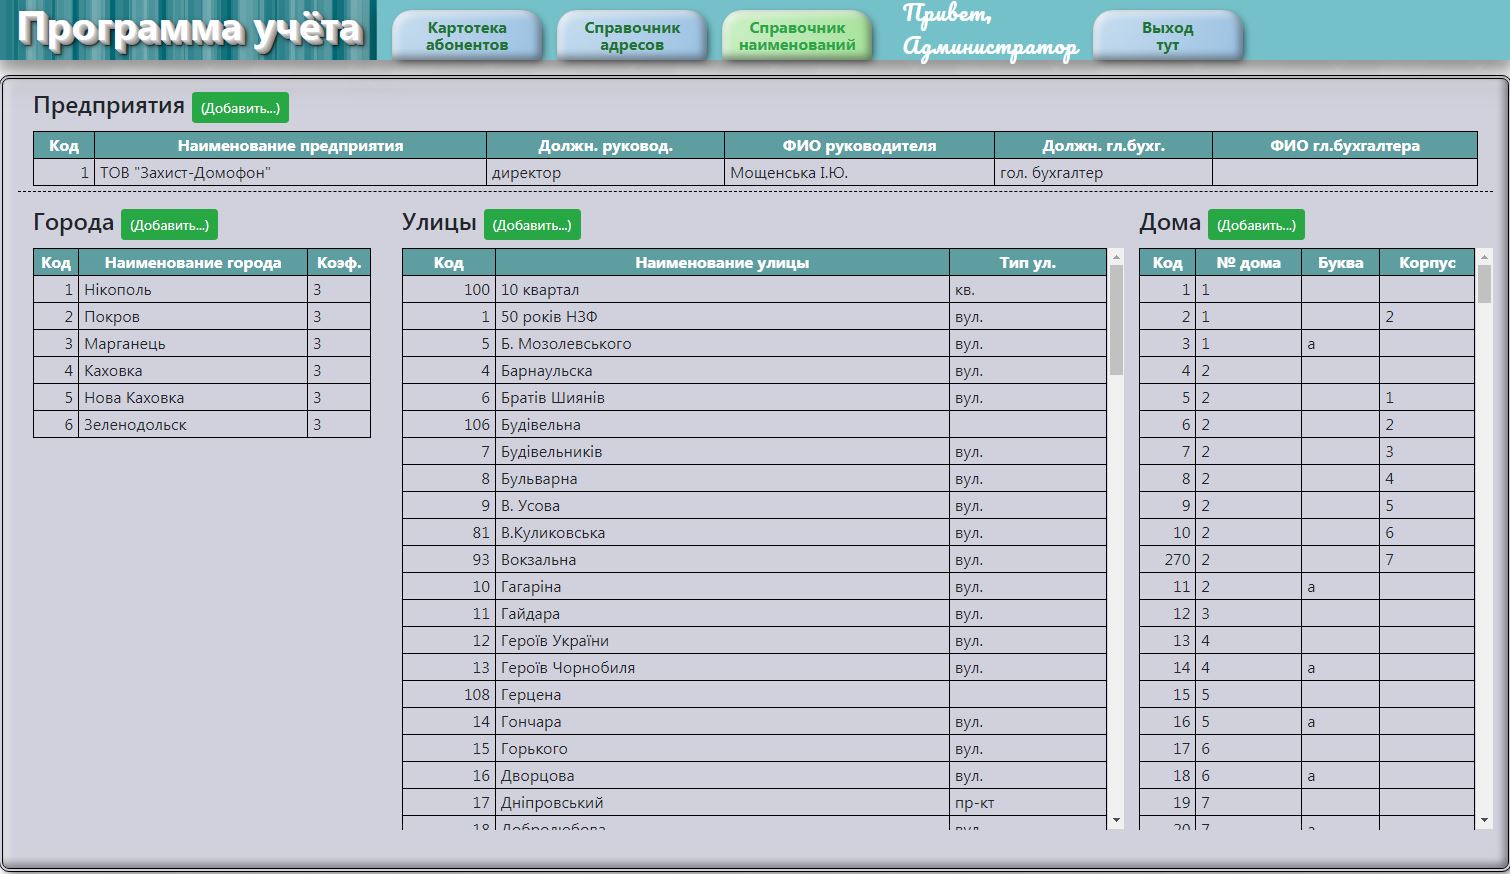 Программа учёта
Картотека
абонентов
Справочник
адресов
Справочник
наименований
Привет,
Администратор
Выход
тут
Предприятия (Добавить...)
Код Наименование предприятия Должн. руковод. ФИО руководителя Должн. гл.бухг. ФИО гл.бухгалтера
1 ТОВ "Захист-Домофон" директор Мощенська І.Ю. гол. бухгалтер
Города (Добавить...)
Код Наименование города Коэф.
1 Нікополь 3
2 Покров 3
3 Марганець 3
4 Каховка 3
5 Нова Каховка 3
6 Зеленодольск 3
Улицы (Добавить...)
Код Наименование улицы Тип ул.
100 10 квартал кв.
1 50 років НЗФ вул.
5 Б. Мозолевського вул.
4 Барнаульска вул.
6 Братів Шиянів вул.
106 Будівельна
7 Будівельників вул.
8 Бульварна вул.
9 В. Усова вул.
81 В.Куликовська вул.
93 Вокзальна вул.
10 Гагаріна вул.
11 Гайдара вул.
12 Героїв України вул.
13 Героїв Чорнобиля вул.
108 Герцена
14 Гончара вул.
15 Горького вул.
16 Дворцова вул.
17 Дніпровський пр-кт
18 Добролюбова вул.
Дома (Добавить...)
Код № дома Буква Корпус
1 1
2 1 2
3 1 а
4 2
5 2 1
6 2 2
7 2 3
8 2 4
9 2 5
10 2 6
270 2 7
11 2 а
12 3
13 4
14 4 а
15 5
16 5 а
17 6
18 6 а
19 7
20 7 а